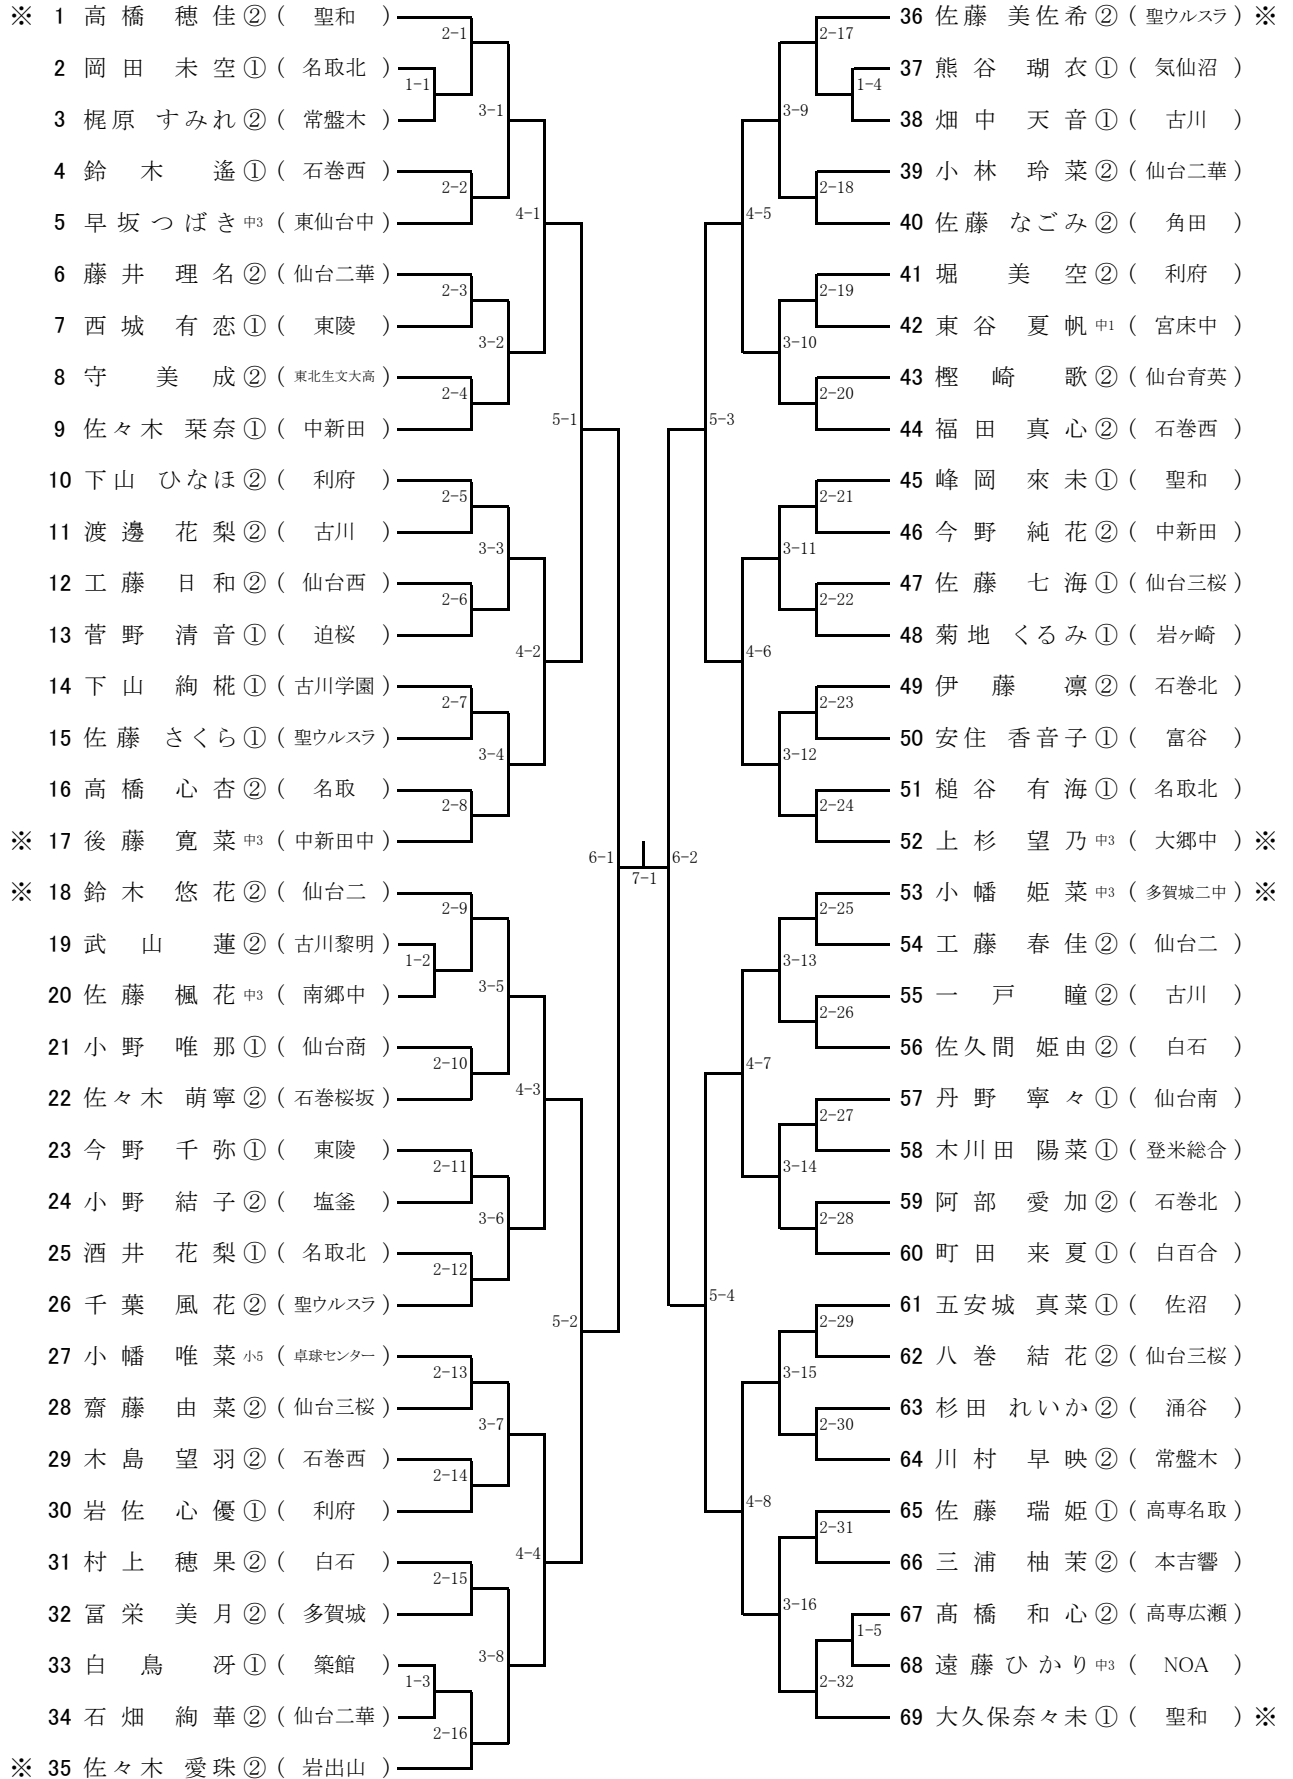 ※ 1 高橋 穂佳② ( 聖和 )
2 岡田 未空① ( 名取北 )
1-1
2-1
3 梶原 すみれ② ( 常盤木 )
3-1
4 鈴木 遙① ( 石巻西 )
2-2
5 早坂つばき 中3 ( 東仙台中 )
4-1
6 藤井 理名② ( 仙台二華 )
2-3
7 西城 有恋① ( 東陵 )
3-2
8 守 美成② ( 東北生文大高 )
2-4
9 佐々木 栞奈① ( 中新田 )
5-1
10 下山 ひなほ② ( 利府 )
2-5
11 渡邊 花梨② ( 古川 )
3-3
12 工藤 日和② ( 仙台西 )
2-6
13 菅野 清音① ( 迫桜 )
4-2
14 下山 絢椛① ( 古川学園 )
2-7
15 佐藤 さくら① ( 聖ウルスラ )
3-4
16 高橋 心杏② ( 名取 )
2-8
※ 17 後藤 寛菜 中3 ( 中新田中 )
6-1
7-1
※ 18 鈴木 悠花② ( 仙台二 )
2-9
19 武山 蓮② ( 古川黎明 )
1-2
20 佐藤 楓花 中3 ( 南郷中 )
3-5
21 小野 唯那① ( 仙台商 )
2-10
22 佐々木 萌寧② ( 石巻桜坂 )
4-3
23 今野 千弥① ( 東陵 )
2-11
24 小野 結子② ( 塩釜 )
3-6
25 酒井 花梨① ( 名取北 )
2-12
26 千葉 風花② ( 聖ウルスラ )
5-2
27 小幡 唯菜 小5 ( 卓球センター )
2-13
28 齋藤 由菜② ( 仙台三桜 )
3-7
29 木島 望羽② ( 石巻西 )
2-14
30 岩佐 心優① ( 利府 )
4-4
31 村上 穂果② ( 白石 )
2-15
32 冨栄 美月② ( 多賀城 )
3-8
33 白鳥 冴① ( 築館 )
1-3
34 石畑 絢華② ( 仙台二華 )
2-16
※ 35 佐々木 愛珠② ( 岩出山 )
36 佐藤 美佐希② ( 聖ウルスラ ) ※
2-17
37 熊谷 瑚衣① ( 気仙沼 )
1-4
38 畑中 天音① ( 古川 )
3-9
39 小林 玲菜② ( 仙台二華 )
2-18
40 佐藤 なごみ② ( 角田 )
4-5
41 堀 美空② ( 利府 )
2-19
42 東谷 夏帆 中1 ( 宮床中 )
3-10
43 樫崎 歌② ( 仙台育英 )
2-20
44 福田 真心② ( 石巻西 )
5-3
45 峰岡 來未① ( 聖和 )
2-21
46 今野 純花② ( 中新田 )
3-11
47 佐藤 七海① ( 仙台三桜 )
2-22
48 菊地 くるみ① ( 岩ヶ崎 )
4-6
49 伊藤 凛② ( 石巻北 )
2-23
50 安住 香音子① ( 富谷 )
3-12
51 槌谷 有海① ( 名取北 )
2-24
52 上杉 望乃 中3 ( 大郷中 ) ※
6-2
53 小幡 姫菜 中3 ( 多賀城二中 ) ※
2-25
54 工藤 春佳② ( 仙台二 )
3-13
55 一戸 瞳② ( 古川 )
2-26
56 佐久間 姫由② ( 白石 )
4-7
57 丹野 寧々① ( 仙台南 )
2-27
58 木川田 陽菜① ( 登米総合 )
3-14
59 阿部 愛加② ( 石巻北 )
2-28
60 町田 来夏① ( 白百合 )
5-4
61 五安城 真菜① ( 佐沼 )
2-29
62 八巻 結花② ( 仙台三桜 )
3-15
63 杉田 れいか② ( 涌谷 )
2-30
64 川村 早映② ( 常盤木 )
4-8
65 佐藤 瑞姫① ( 高専名取 )
2-31
66 三浦 柚茉② ( 本吉響 )
3-16
67 髙橋 和心② ( 高専広瀬 )
1-5
68 遠藤ひかり 中3 ( NOA )
2-32
69 大久保奈々未① ( 聖和 ) ※